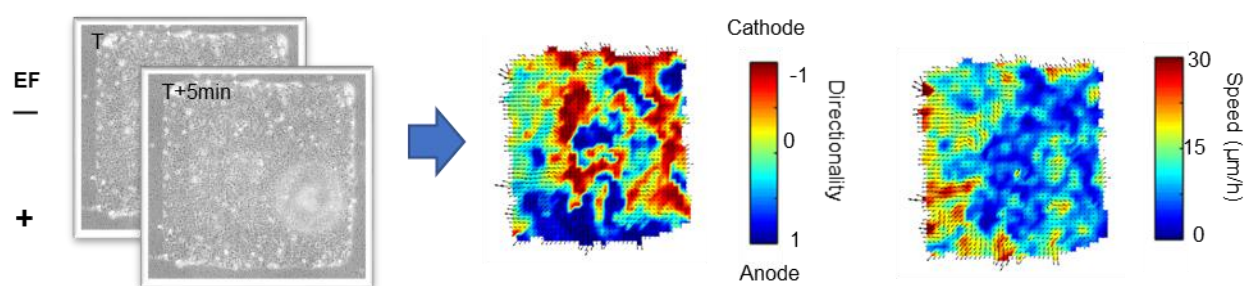 EF
—
+
T
T+5min
Cathode
-1
0
1
Anode
Directionality
30
15
0
Speed (µm/h)